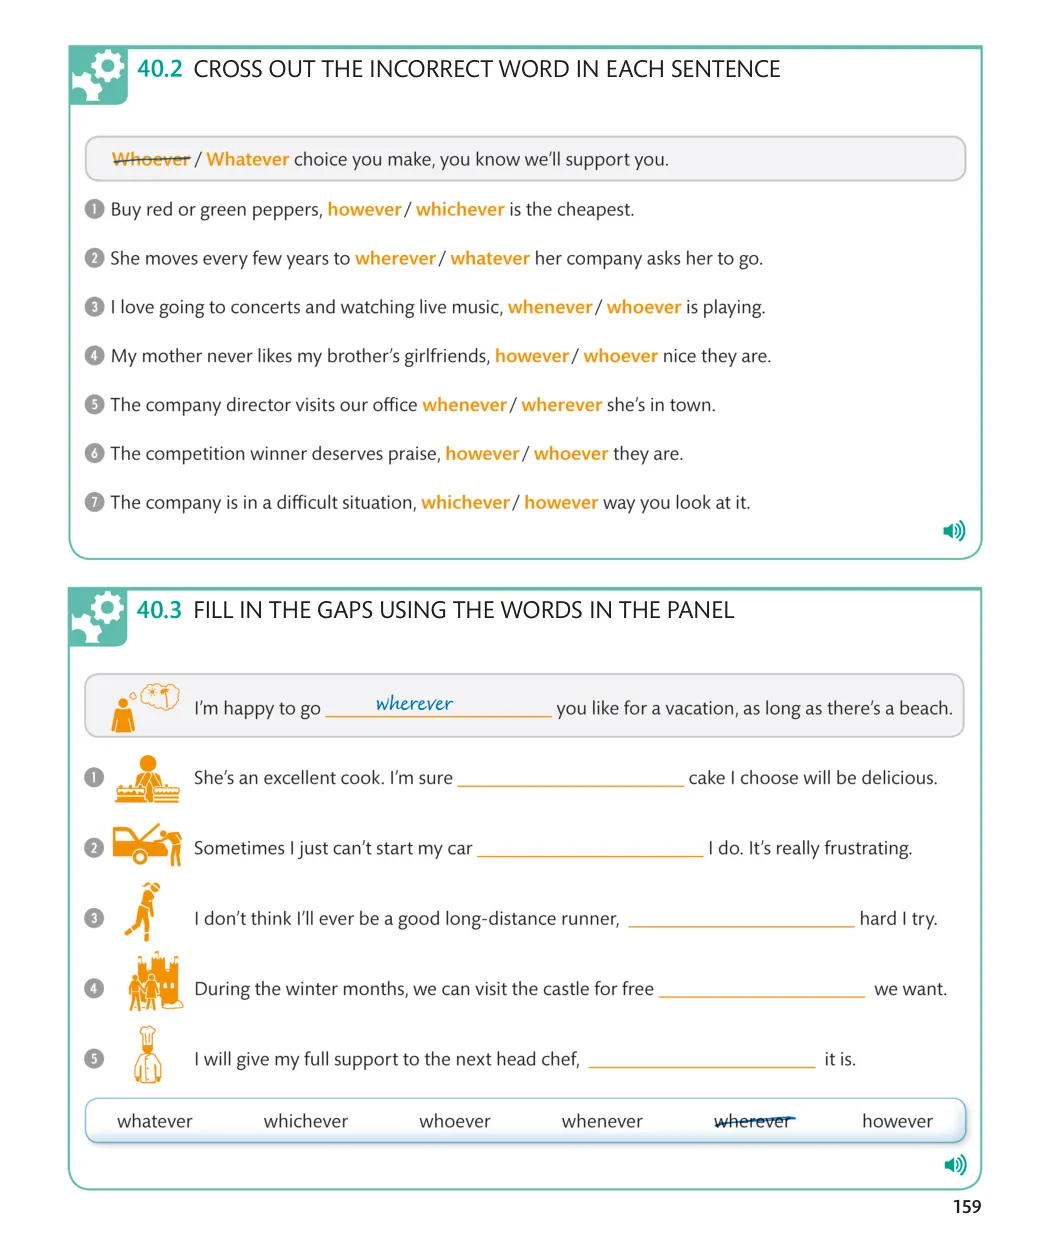 40.2 CROSS OUT THE INCORRECT WORD IN EACH SENTENCE
Whoever / Whatever choice you make, you know we'll support you.
1 Buy red or green peppers, however / whichever is the cheapest.
2 She moves every few years to wherever / whatever her company asks her to go.
3 I love going to concerts and watching live music, whenever / whoever is playing.
4 My mother never likes my brother's girlfriends, however / whoever nice they are.
5 The company director visits our office whenever / wherever she's in town.
6 The competition winner deserves praise, however / whoever they are.
7 The company is in a difficult situation, whichever / however way you look at it.
40.3 FILL IN THE GAPS USING THE WORDS IN THE PANEL
I'm happy to go wherever you like for a vacation, as long as there's a beach.
1 She's an excellent cook. I'm sure ____ cake I choose will be delicious.
2 Sometimes I just can't start my car ____ I do. It's really frustrating.
3 I don't think I'll ever be a good long-distance runner, ____ hard I try.
4 During the winter months, we can visit the castle for free ____ we want.
5 I will give my full support to the next head chef, ____ it is.
whatever whichever whoever whenever wherever however
159